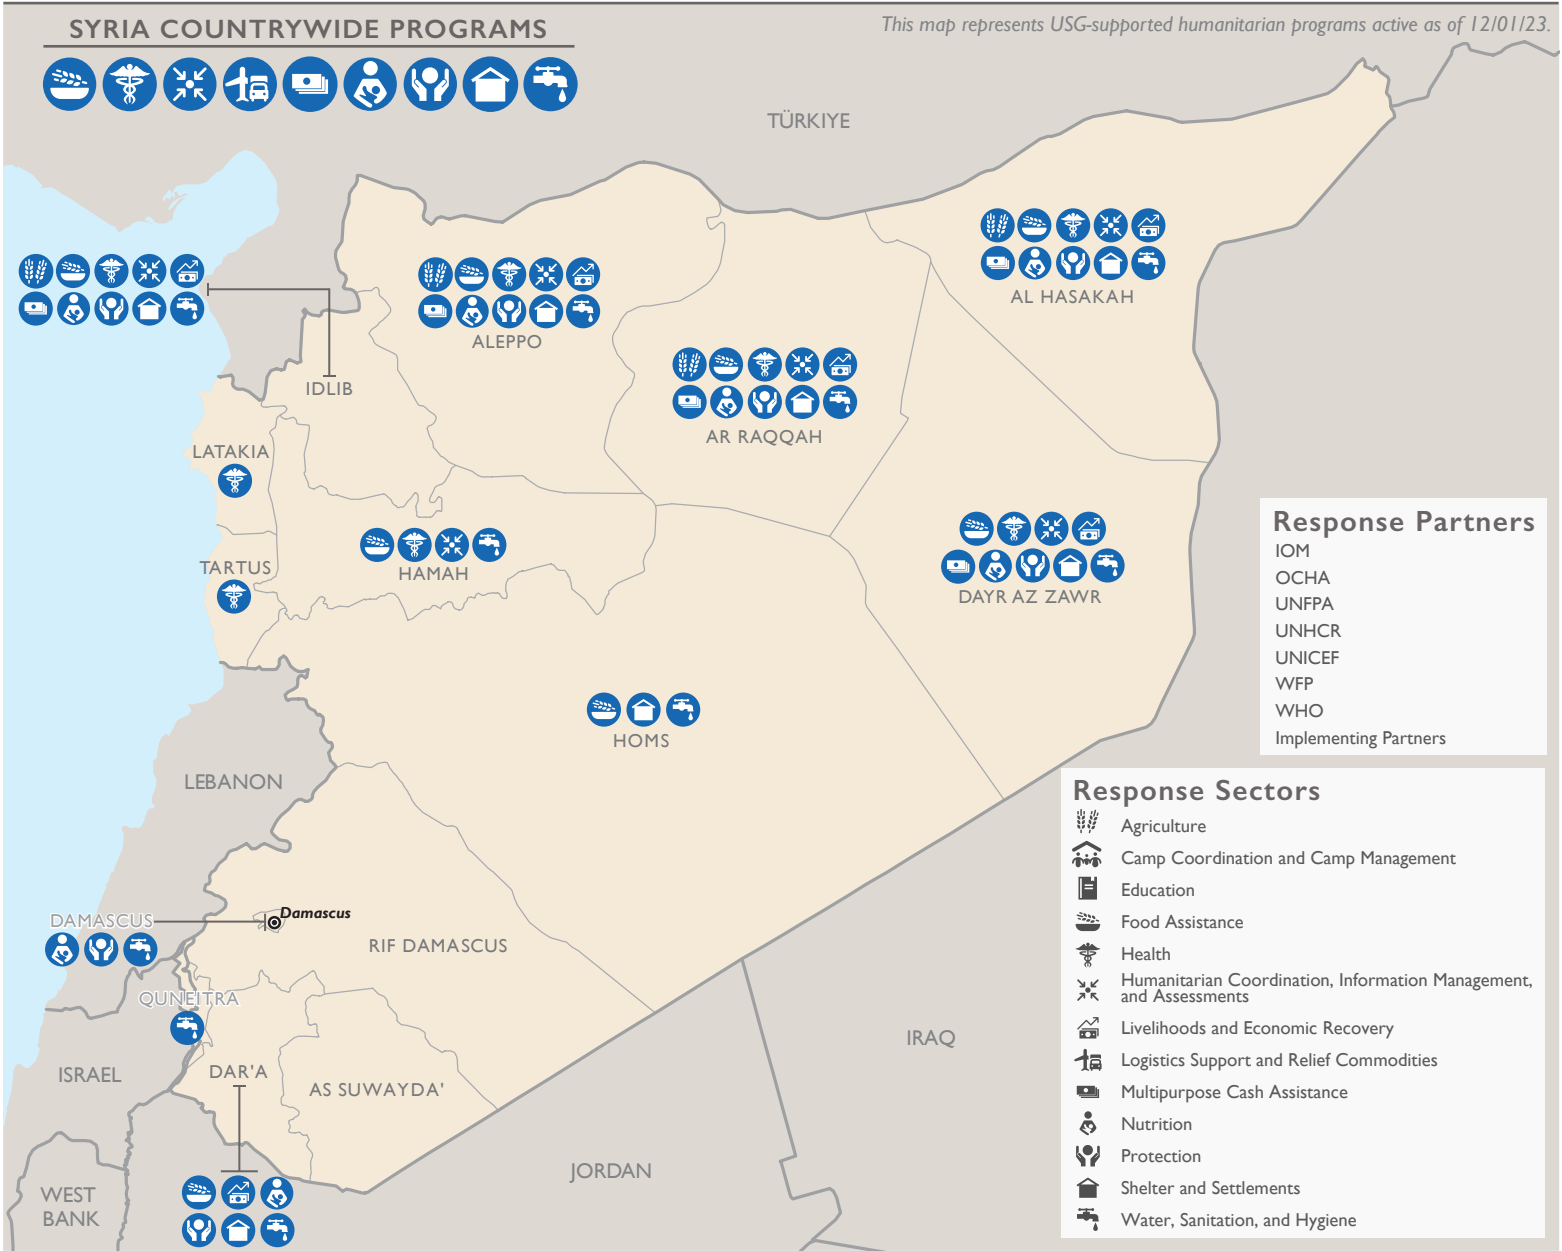 SYRIA COUNTRYWIDE PROGRAMS
This map represents USG-supported humanitarian programs active as of 12/01/23.
TÜRKIYE
AL HASAKAH
ALEPPO
IDLIB
AR RAQQAH
LATAKIA
TARTUS
HAMAH
DAYR AZ ZAWR
HOMS
LEBANON
DAMASCUS
Damascus
RIF DAMASCUS
QUNEITRA
ISRAEL
DAR'A
AS SUWAYDA'
IRAQ
JORDAN
WEST
BANK
Response Partners
IOM
OCHA
UNFPA
UNHCR
UNICEF
WFP
WHO
Implementing Partners
Response Sectors
Agriculture
Camp Coordination and Camp Management
Education
Food Assistance
Health
Humanitarian Coordination, Information Management,
and Assessments
Livelihoods and Economic Recovery
Logistics Support and Relief Commodities
Multipurpose Cash Assistance
Nutrition
Protection
Shelter and Settlements
Water, Sanitation, and Hygiene